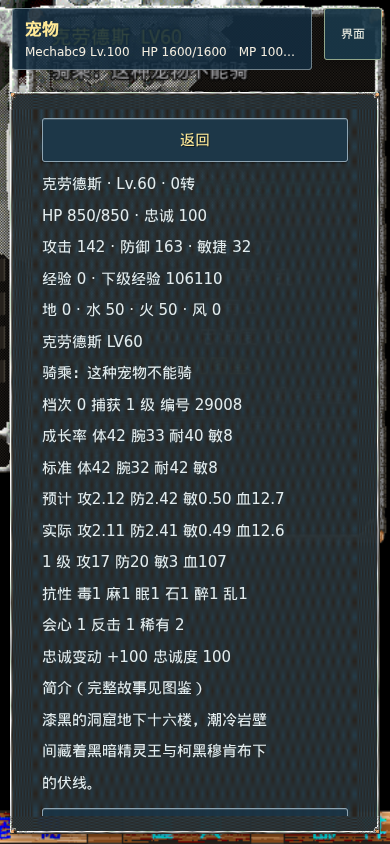 宠物
Mechabc9 Lv.100 HP 1600/1600 MP 100…
界面
返回
克劳德斯 · Lv.60 · 0转
HP 850/850 · 忠诚 100
攻击 142 · 防御 163 · 敏捷 32
经验 0 · 下级经验 106110
地 0 · 水 50 · 火 50 · 风 0
克劳德斯 LV60
骑乘：这种宠物不能骑
档次 0 捕获 1 级 编号 29008
成长率 体42 腕33 耐40 敏8
标准 体42 腕32 耐42 敏8
预计 攻2.12 防2.42 敏0.50 血12.7
实际 攻2.11 防2.41 敏0.49 血12.6
1 级 攻17 防20 敏3 血107
抗性 毒1 麻1 眠1 石1 醉1 乱1
会心 1 反击 1 稀有 2
忠诚变动 +100 忠诚度 100
简介（完整故事见图鉴）
漆黑的洞窟地下十六楼，潮冷岩壁
间藏着黑暗精灵王与柯黑穆肯布下
的伏线。